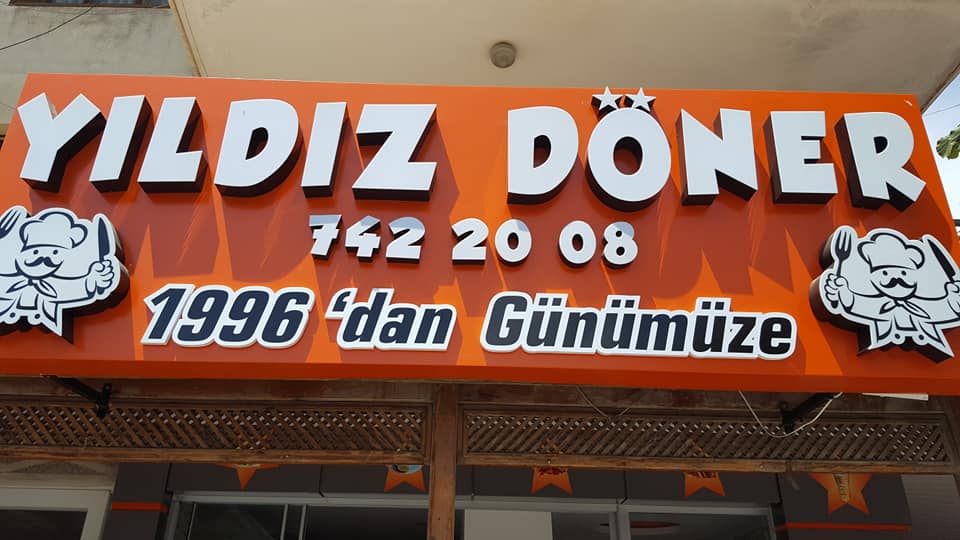 YILDIZ DÖNER
742 20 08
1996 'dan Günümüze